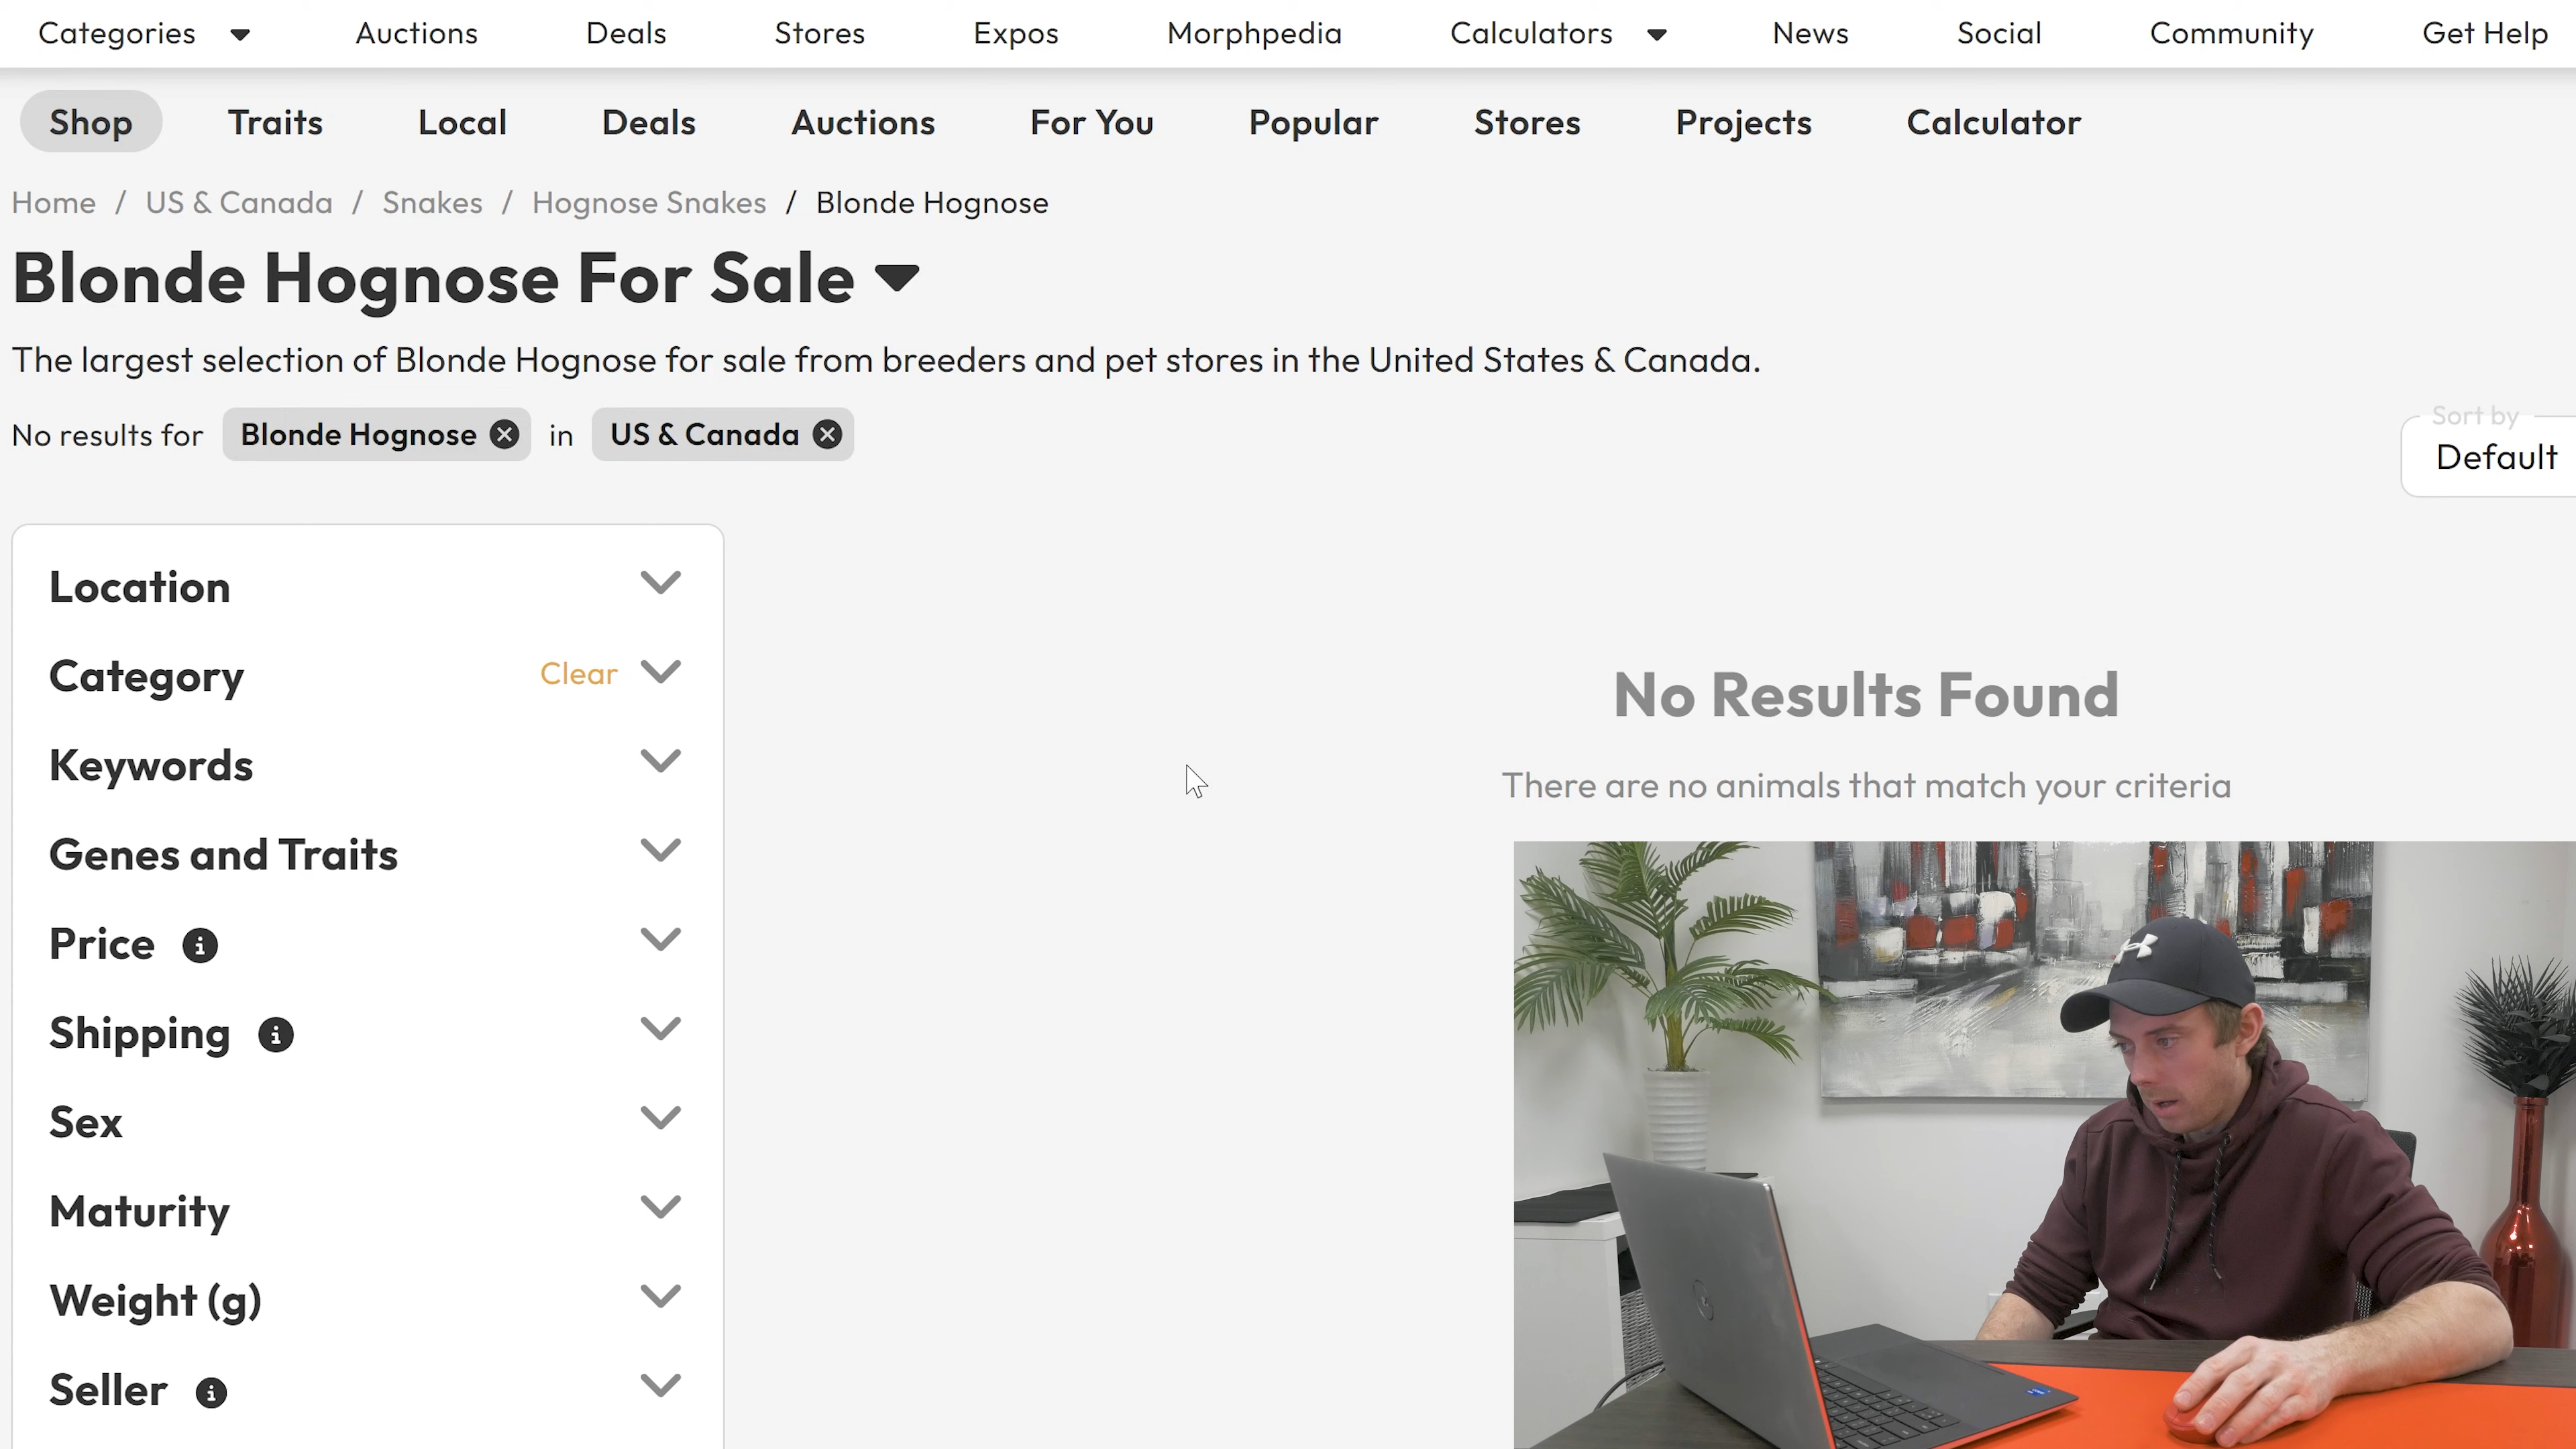 Categories Auctions Deals Stores Expos Morphpedia Calculators News Social Community Get Help
Shop Traits Local Deals Auctions For You Popular Stores Projects Calculator
Home / US & Canada / Snakes / Hognose Snakes / Blonde Hognose
Blonde Hognose For Sale
The largest selection of Blonde Hognose for sale from breeders and pet stores in the United States & Canada.
No results for Blonde Hognose in US & Canada
Sort by
Default
Location
Category Clear
Keywords
Genes and Traits
Price
Shipping
Sex
Maturity
Weight (g)
Seller
No Results Found
There are no animals that match your criteria